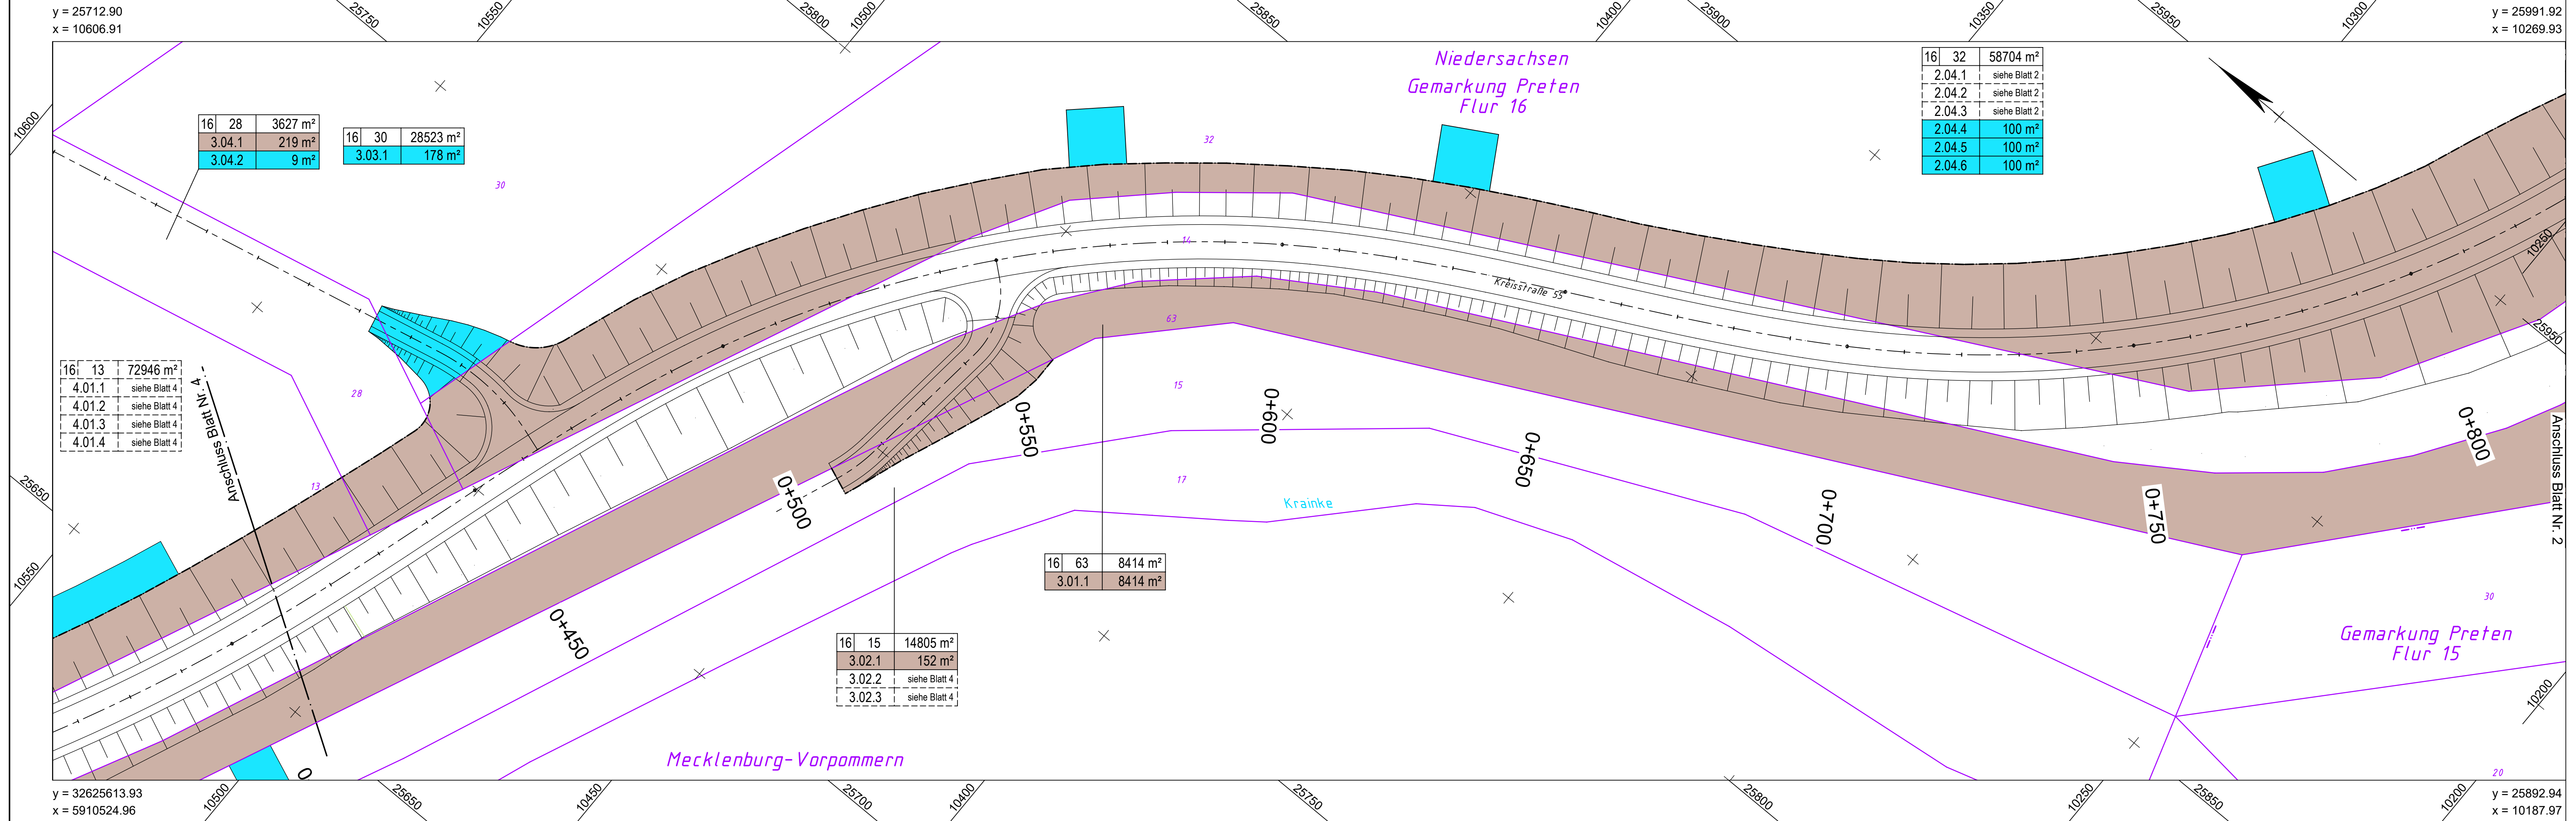 y = 25712.90
x = 10606.91
25750
10550
25800
10500
25850
10400
25900
10350
25950
10300
y = 25991.92
x = 10269.93
Niedersachsen
Gemarkung Preten
Flur 16
16 32 58704 m²
2.04.1 siehe Blatt 2
2.04.2 siehe Blatt 2
2.04.3 siehe Blatt 2
2.04.4 100 m²
2.04.5 100 m²
2.04.6 100 m²
10600
16 28 3627 m²
3.04.1 219 m²
3.04.2 9 m²
16 30 28523 m²
3.03.1 178 m²
32
30
14
10250
Kreisstraße 55
63
25950
16 13 72946 m²
4.01.1 siehe Blatt 4
4.01.2 siehe Blatt 4
4.01.3 siehe Blatt 4
4.01.4 siehe Blatt 4
Anschluss Blatt Nr. 4
28
15
13
17
Krainke
25650
10550
0+450
0+500
0+550
0+600
0+650
0+700
0+750
0+800
Anschluss Blatt Nr. 2
16 63 8414 m²
3.01.1 8414 m²
16 15 14805 m²
3.02.1 152 m²
3.02.2 siehe Blatt 4
3.02.3 siehe Blatt 4
30
Gemarkung Preten
Flur 15
10200
Mecklenburg-Vorpommern
0
20
y = 32625613.93
x = 5910524.96
10500
25650
10450
25700
10400
25750
25800
10250
25850
10200
y = 25892.94
x = 10187.97